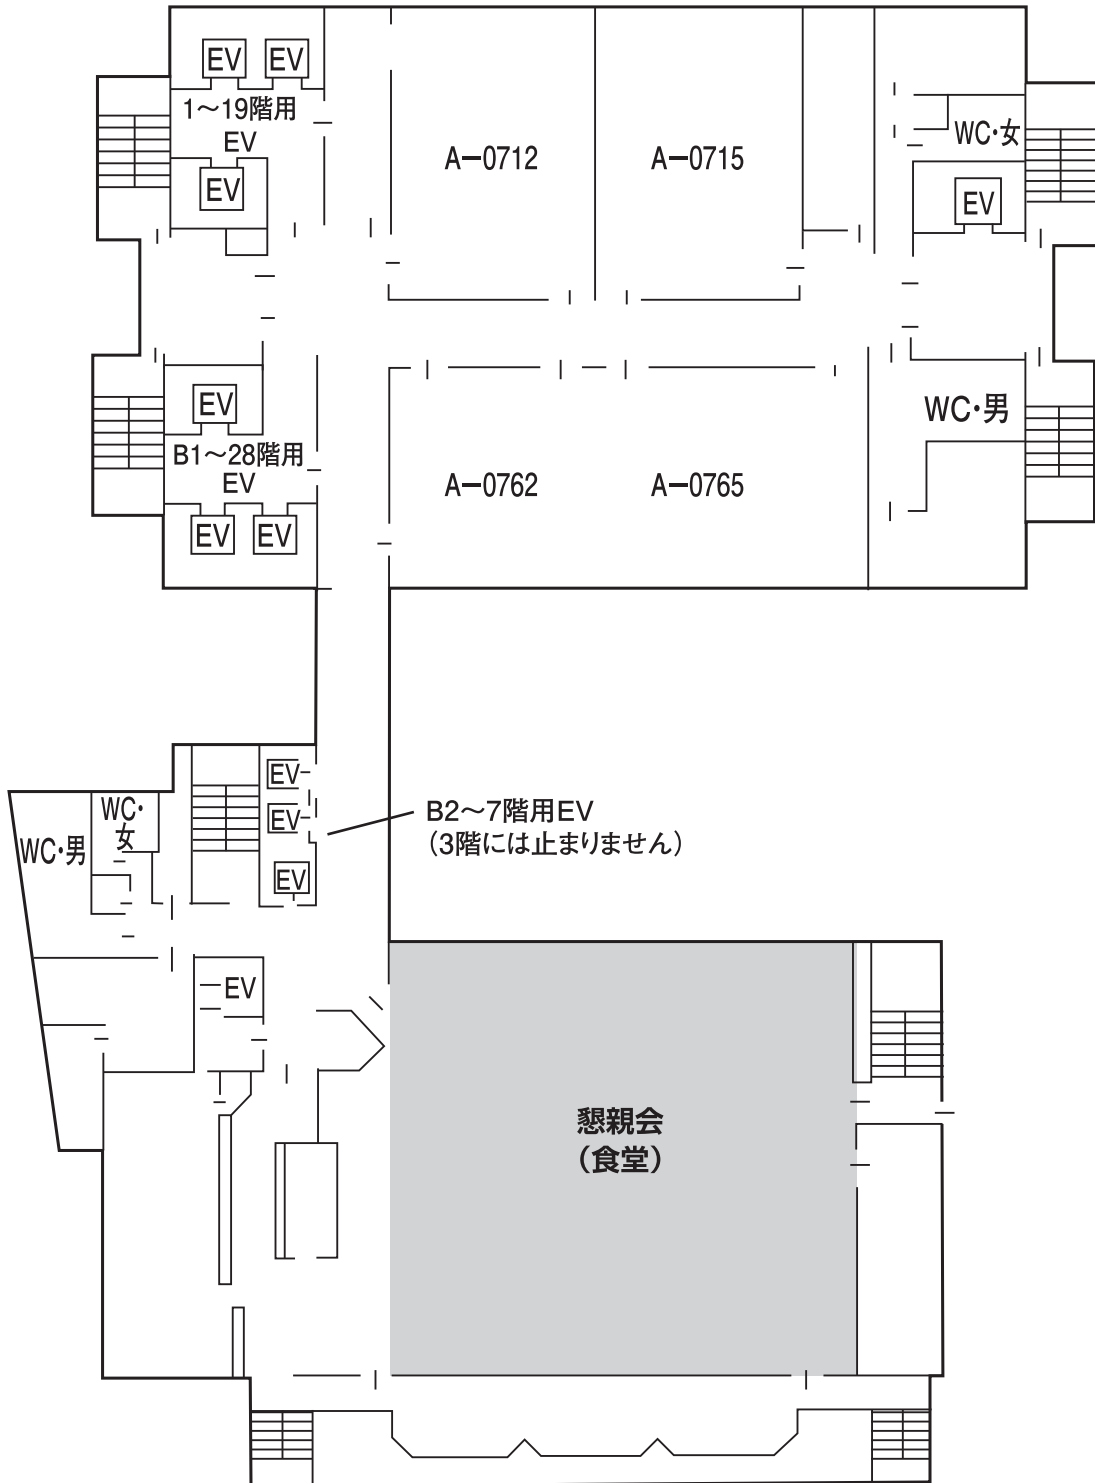 EV
EV
1〜19階用
EV
EV
A−0712
A−0715
WC・女
EV
EV
B1〜28階用
EV
EV
EV
A−0762
A−0765
WC・男
EV
EV
EV
B2〜7階用EV
(3階には止まりません)
WC・男
WC・
女
EV
懇親会
(食堂)